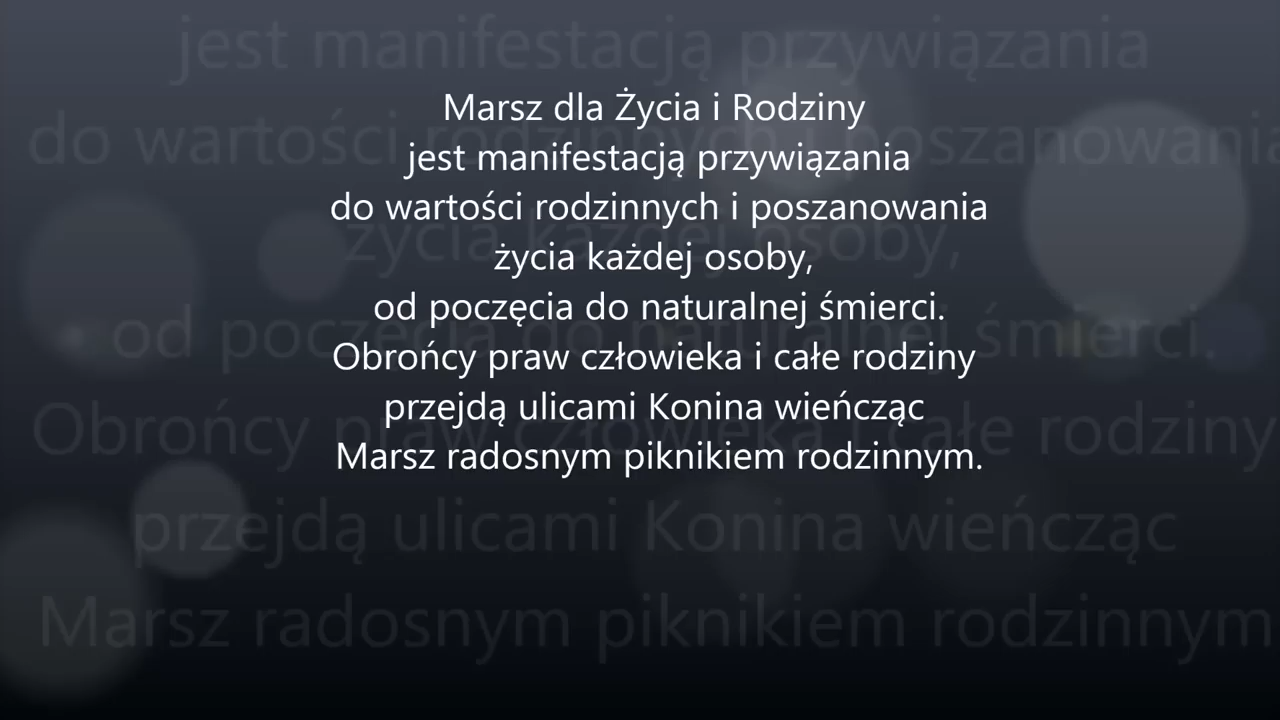 Marsz dla Życia i Rodziny
jest manifestacją przywiązania
do wartości rodzinnych i poszanowania
życia każdej osoby,
od poczęcia do naturalnej śmierci.
Obrońcy praw człowieka i całe rodziny
przejdą ulicami Konina wieńcząc
Marsz radosnym piknikiem rodzinnym.